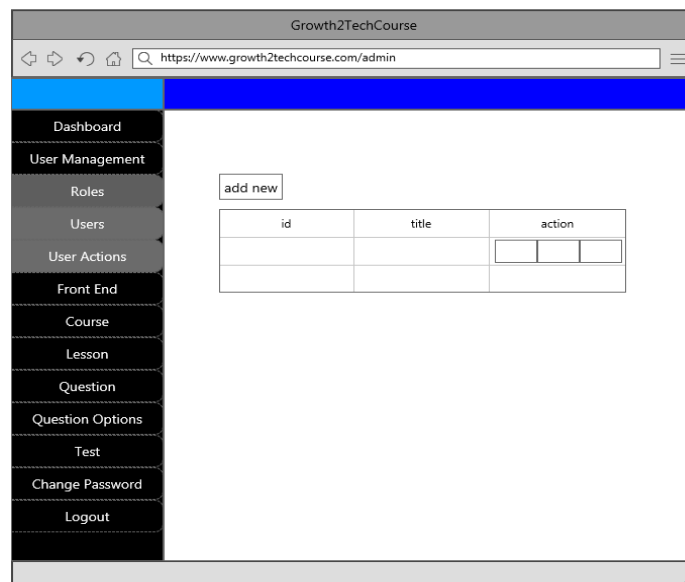 Growth2TechCourse
https://www.growth2techcourse.com/admin
Dashboard
User Management
Roles
Users
User Actions
Front End
Course
Lesson
Question
Question Options
Test
Change Password
Logout
add new
id title action